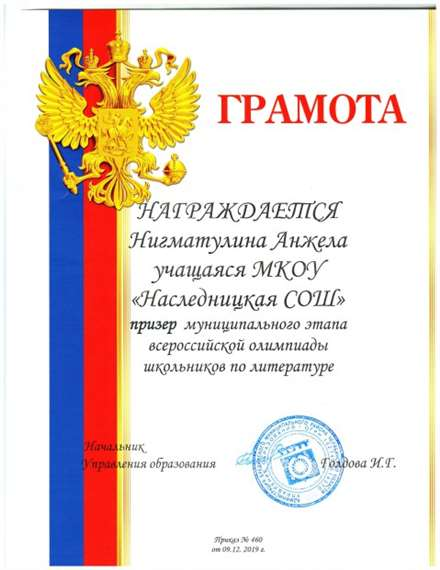 ГРАМОТА
НАГРАЖДАЕТСЯ
Нигматулина Анжела
учащаяся МКОУ
«Наследницкая СОШ»
призер муниципального этапа
всероссийской олимпиады
школьников по литературе
Начальник
Управления образования Голдова И.Г.
Приказ № 460
от 09.12. 2019 г.